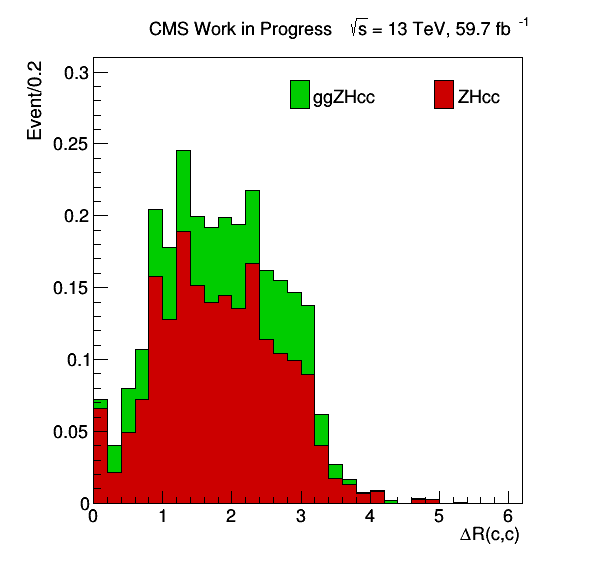 CMS Work in Progress √s = 13 TeV, 59.7 fb⁻¹
Event/0.2
0.3
0.25
0.2
0.15
0.1
0.05
0
ggZHcc ZHcc
0 1 2 3 4 5 6
ΔR(c,c)